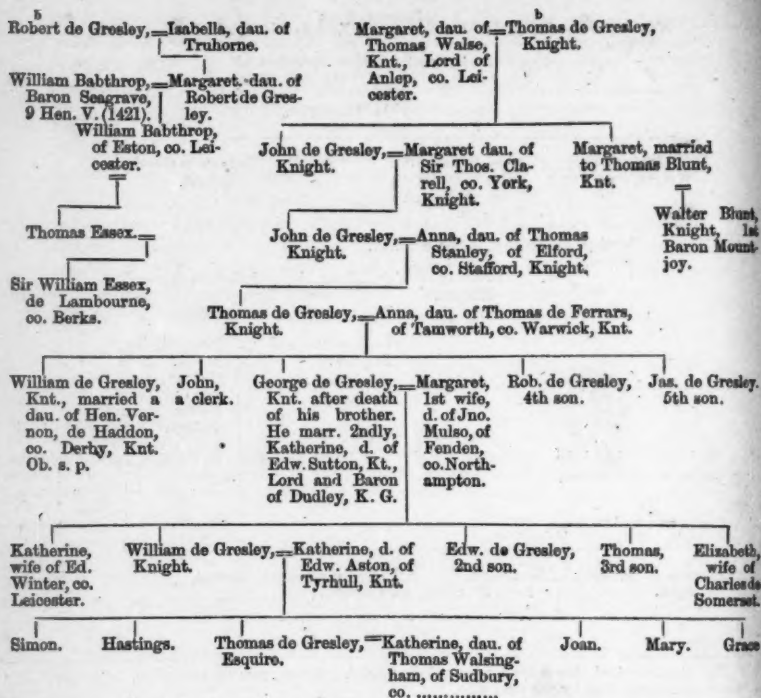 b
Robert de Gresley,
Isabella, dau. of
Truhorne.
Margaret, dau. of
Thomas Walse,
Knt., Lord of
Anlep, co. Lei-
cester.
b
Thomas de Gresley,
Knight.
William Babthrop,
Baron Seagrave,
9 Hen. V. (1421).
Margaret. dau. of
Robert de Gres-
ley.
William Babthrop,
of Eston, co. Lei-
cester.
John de Gresley,
Knight.
Margaret dau. of
Sir Thos. Cla-
rell, co. York,
Knight.
Margaret, married
to Thomas Blunt,
Knt.
Thomas Essex.
John de Gresley,
Knight.
Anna, dau. of Thomas
Stanley, of Elford,
co. Stafford, Knight.
Walter Blunt,
Knight, 1st
Baron Mount-
joy.
Sir William Essex,
de Lambourne,
co. Berks.
Thomas de Gresley,
Knight.
Anna, dau. of Thomas de Ferrars,
of Tamworth, co. Warwick, Knt.
William de Gresley,
Knt., married a
dau. of Hen. Ver-
non, de Haddon,
co. Derby, Knt.
Ob. s. p.
John,
a clerk.
George de Gresley,
Knt. after death
of his brother.
He marr. 2ndly,
Katherine, d. of
Edw. Sutton, Kt.,
Lord and Baron
of Dudley, K. G.
Margaret,
1st wife,
d. of Jno.
Mulso, of
Fenden,
co. North-
ampton.
Rob. de Gresley,
4th son.
Jas. de Gresley.
5th son.
Katherine,
wife of Ed.
Winter, co.
Leicester.
William de Gresley,
Knight.
Katherine, d. of
Edw. Aston, of
Tyrhull, Knt.
Edw. de Gresley,
2nd son.
Thomas,
3rd son.
Elizabeth,
wife of
Charles de
Somerset.
Simon.
Hastings.
Thomas de Gresley,
Esquire.
Katherine, dau. of
Thomas Walsing-
ham, of Sudbury,
co. ...............
Joan.
Mary.
Grace